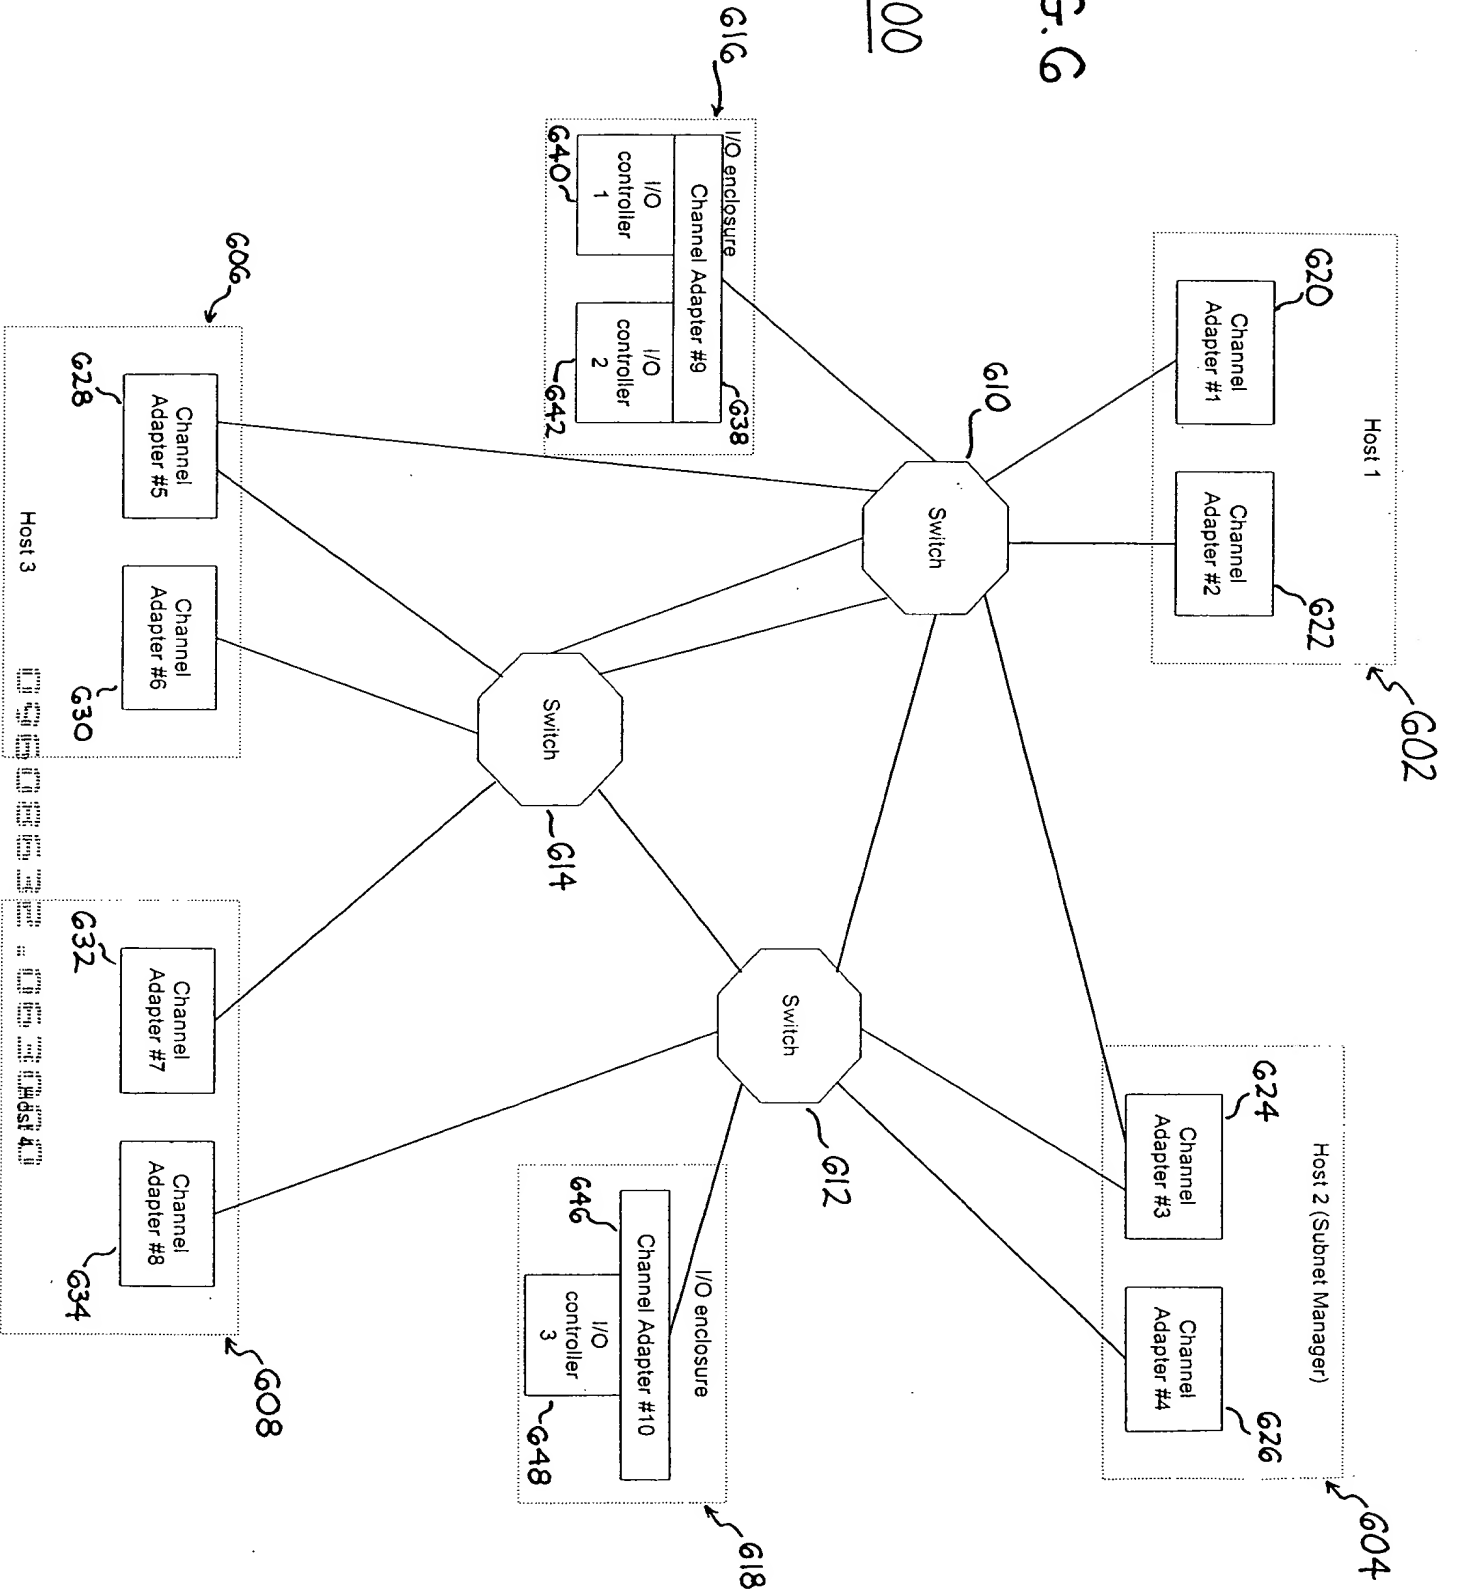 G. 6
00
602
Host 1
620
Channel
Adapter #1
Channel
Adapter #2
622
604
Host 2 (Subnet Manager)
624
Channel
Adapter #3
Channel
Adapter #4
626
610
Switch
616
I/O enclosure
Channel Adapter #9
638
I/O
controller
1
I/O
controller
2
640
642
Switch
612
Switch
614
618
I/O enclosure
646
Channel Adapter #10
I/O
controller
3
648
606
Channel
Adapter #5
Channel
Adapter #6
628
630
Host 3
608
Channel
Adapter #7
Channel
Adapter #8
632
634
Host 4
09608632.063000